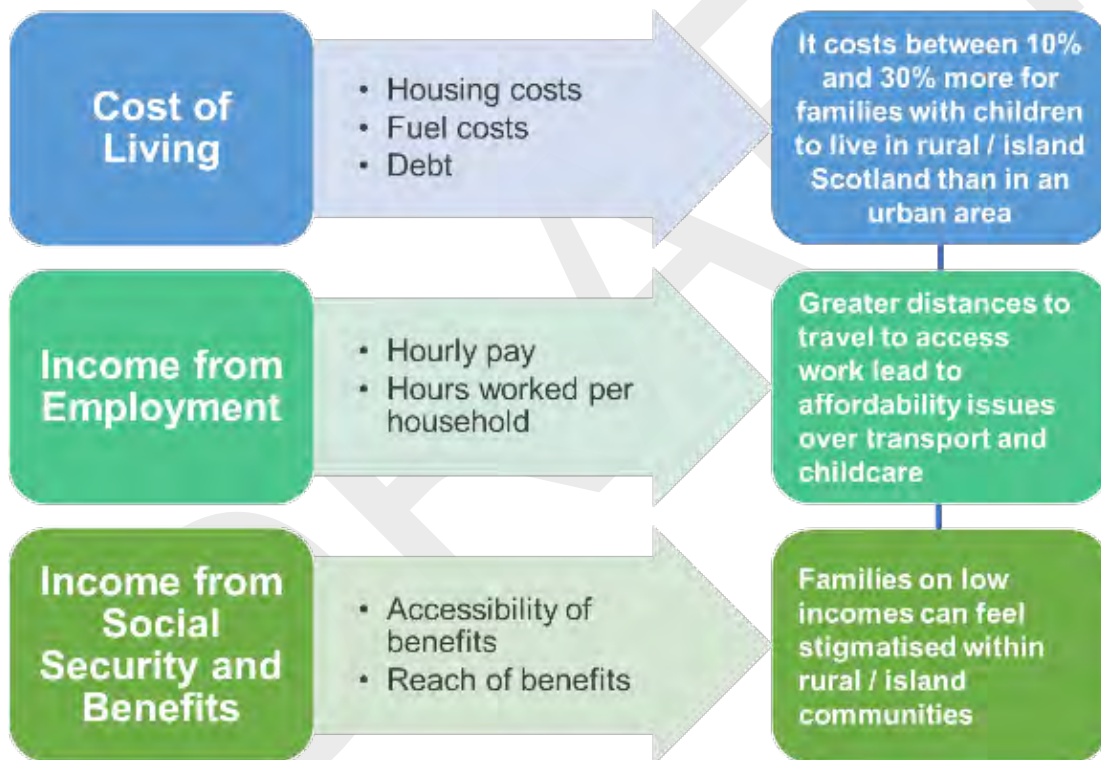 Cost of
Living
• Housing costs
• Fuel costs
• Debt
It costs between 10%
and 30% more for
families with children
to live in rural / island
Scotland than in an
urban area
Income from
Employment
• Hourly pay
• Hours worked per
household
Greater distances to
travel to access
work lead to
affordability issues
over transport and
childcare
Income from
Social
Security and
Benefits
• Accessibility of
benefits
• Reach of benefits
Families on low
incomes can feel
stigmatised within
rural / island
communities